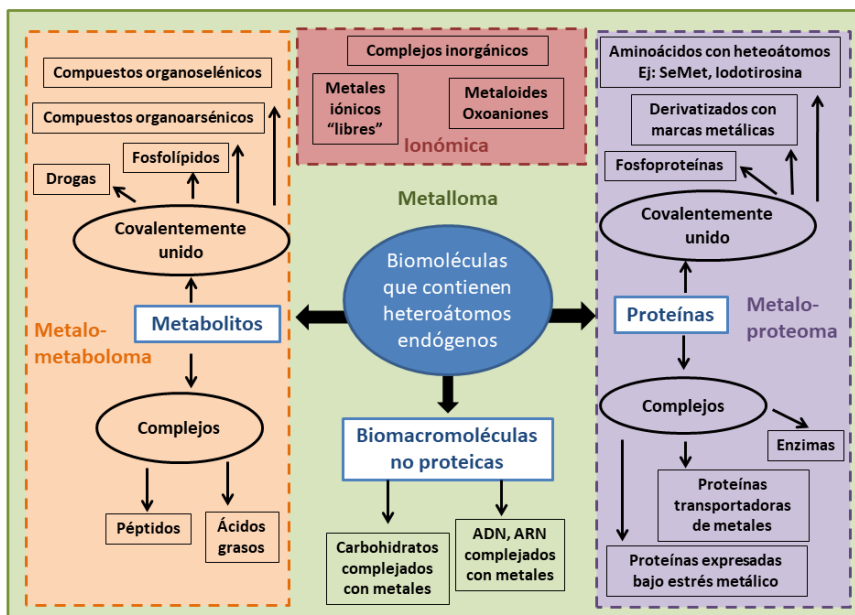 Compuestos organoselénicos
Compuestos organoarsénicos
Fosfolípidos
Drogas
Covalentemente
unido
Metabolitos
Metalo-
metaboloma
Complejos
Péptidos
Ácidos
grasos
Complejos inorgánicos
Metales
iónicos
“libres”
Metaloides
Oxoaniones
Ionómica
Metalloma
Biomoléculas
que contienen
heteroátomos
endógenos
Biomacromoléculas
no proteicas
Carbohidratos
complejados
con metales
ADN, ARN
complejados
con metales
Aminoácidos con heteoátomos
Ej: SeMet, Iodotirosina
Derivatizados con
marcas metálicas
Fosfoproteínas
Covalentemente
unido
Proteínas
Metalo-
proteoma
Complejos
Enzimas
Proteínas
transportadoras
de metales
Proteínas expresadas
bajo estrés metálico